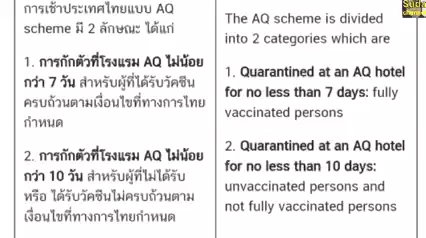 การเข้าประเทศไทยแบบ AQ
scheme มี 2 ลักษณะ ได้แก่
1. การกักตัวที่โรงแรม AQ ไม่น้อย
กว่า 7 วัน สำหรับผู้ที่ได้รับวัคซีน
ครบถ้วนตามเงื่อนไขที่ทางการไทย
กำหนด
2. การกักตัวที่โรงแรม AQ ไม่น้อย
กว่า 10 วัน สำหรับผู้ที่ไม่ได้รับ
หรือ ได้รับวัคซีนไม่ครบถ้วนตาม
เงื่อนไขที่ทางการไทยกำหนด
The AQ scheme is divided
into 2 categories which are
1. Quarantined at an AQ hotel
for no less than 7 days: fully
vaccinated persons
2. Quarantined at an AQ hotel
for no less than 10 days:
unvaccinated persons and
not fully vaccinated persons